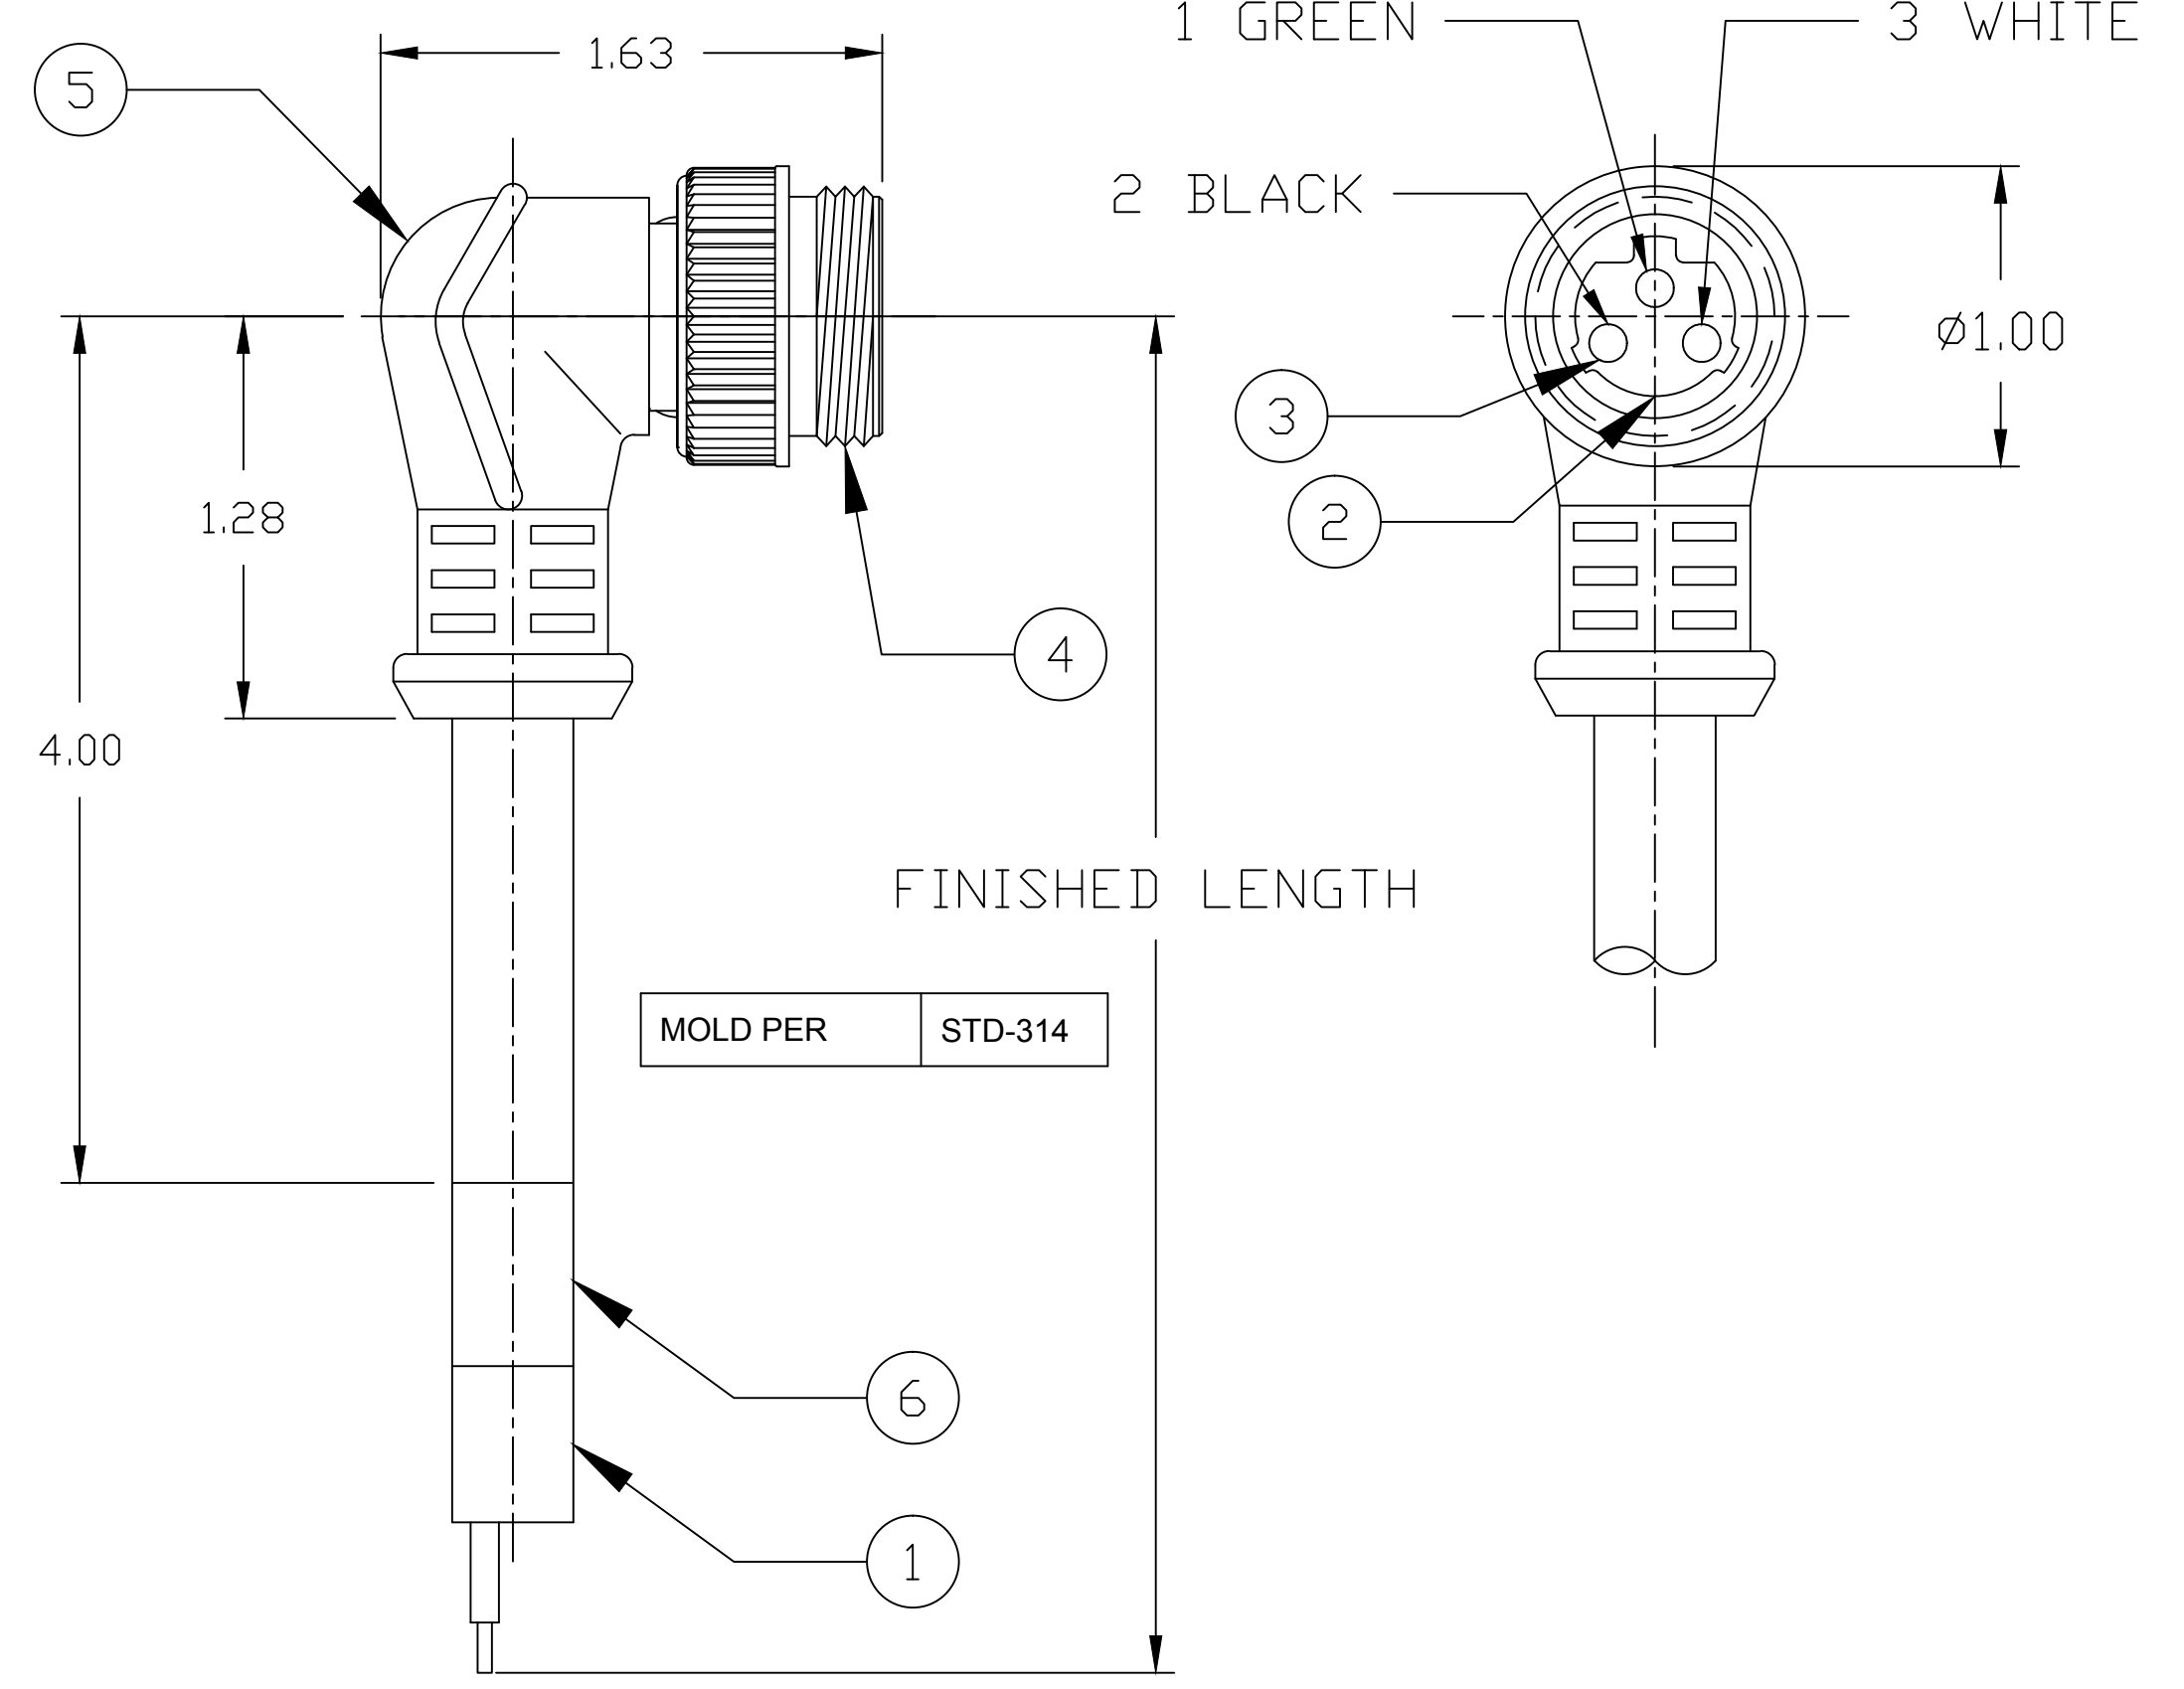 1 GREEN
3 WHITE
1.63
5
2 BLACK
ø1.00
3
2
1.28
4
4.00
FINISHED LENGTH
MOLD PER STD-314
6
1